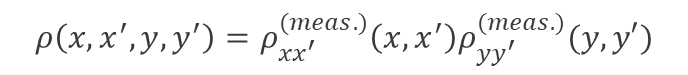 ρ(x, x′, y, y′) = ρ_{xx′}^{(meas.)}(x, x′)ρ_{yy′}^{(meas.)}(y, y′)